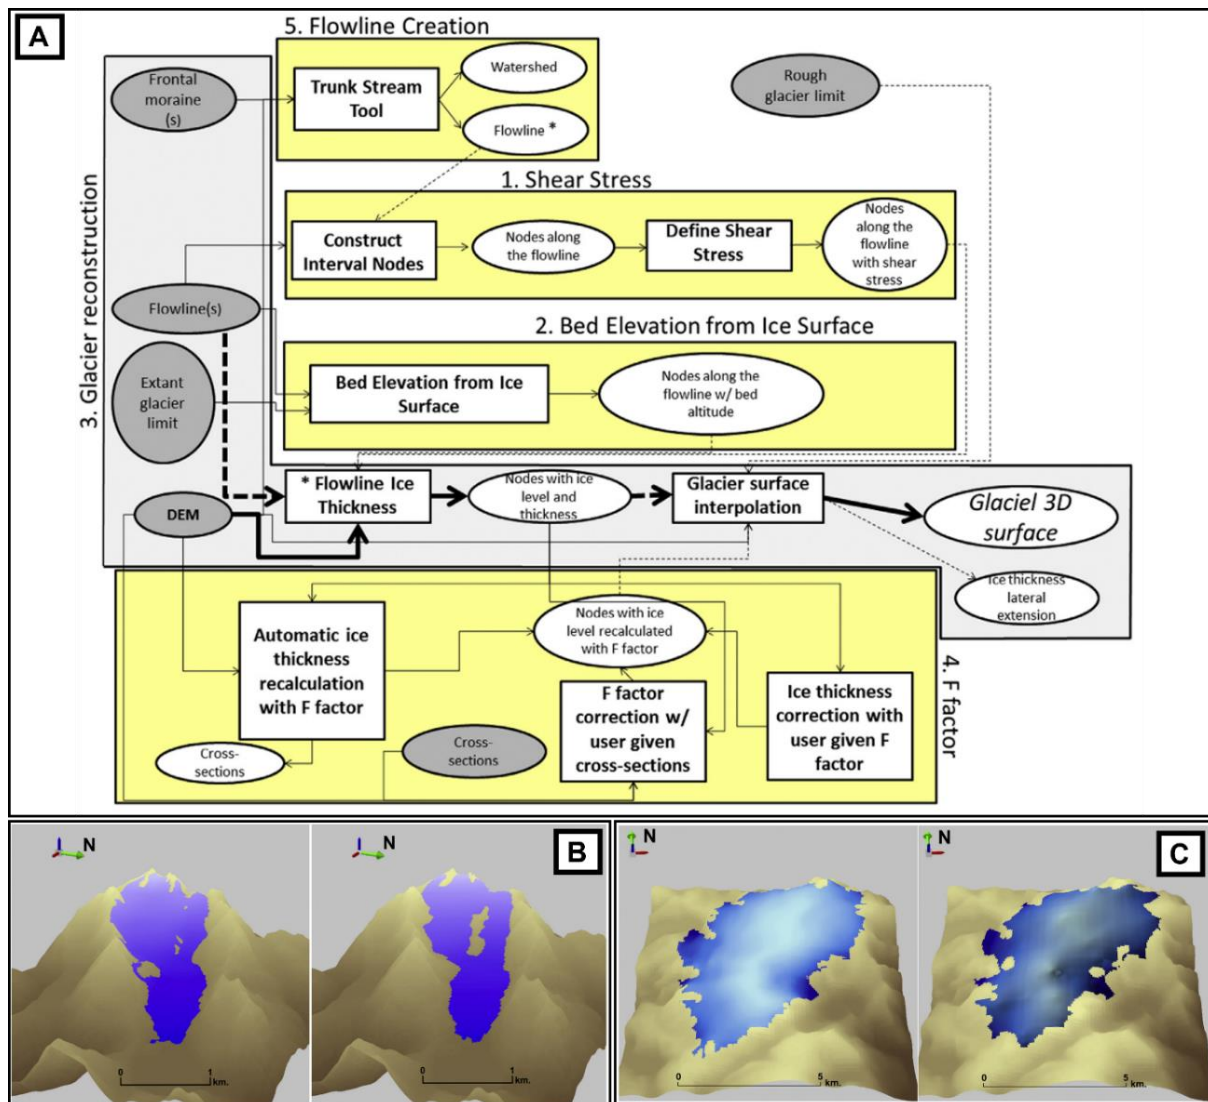 A
5. Flowline Creation
Frontal
moraine
(s)
Trunk Stream
Tool
Watershed
Flowline *
Rough
glacier limit
3. Glacier reconstruction
1. Shear Stress
Construct
Interval Nodes
Nodes along
the flowline
Define Shear
Stress
Nodes
along the
flowline
with shear
stress
Flowline(s)
2. Bed Elevation from Ice Surface
Extant
glacier
limit
Bed Elevation from Ice
Surface
Nodes along the
flowline w/ bed
altitude
DEM
* Flowline Ice
Thickness
Nodes with ice
level and
thickness
Glacier surface
interpolation
Glaciel 3D
surface
Ice thickness
lateral
extension
4. F factor
Automatic ice
thickness
recalculation
with F factor
Nodes with ice
level recalculated
with F factor
Cross-
sections
Cross-
sections
F factor
correction w/
user given
cross-sections
Ice thickness
correction with
user given F
factor
N
0 1
km.
N
B
0 1
km.
N
0 5
km.
N
C
0 5
km.